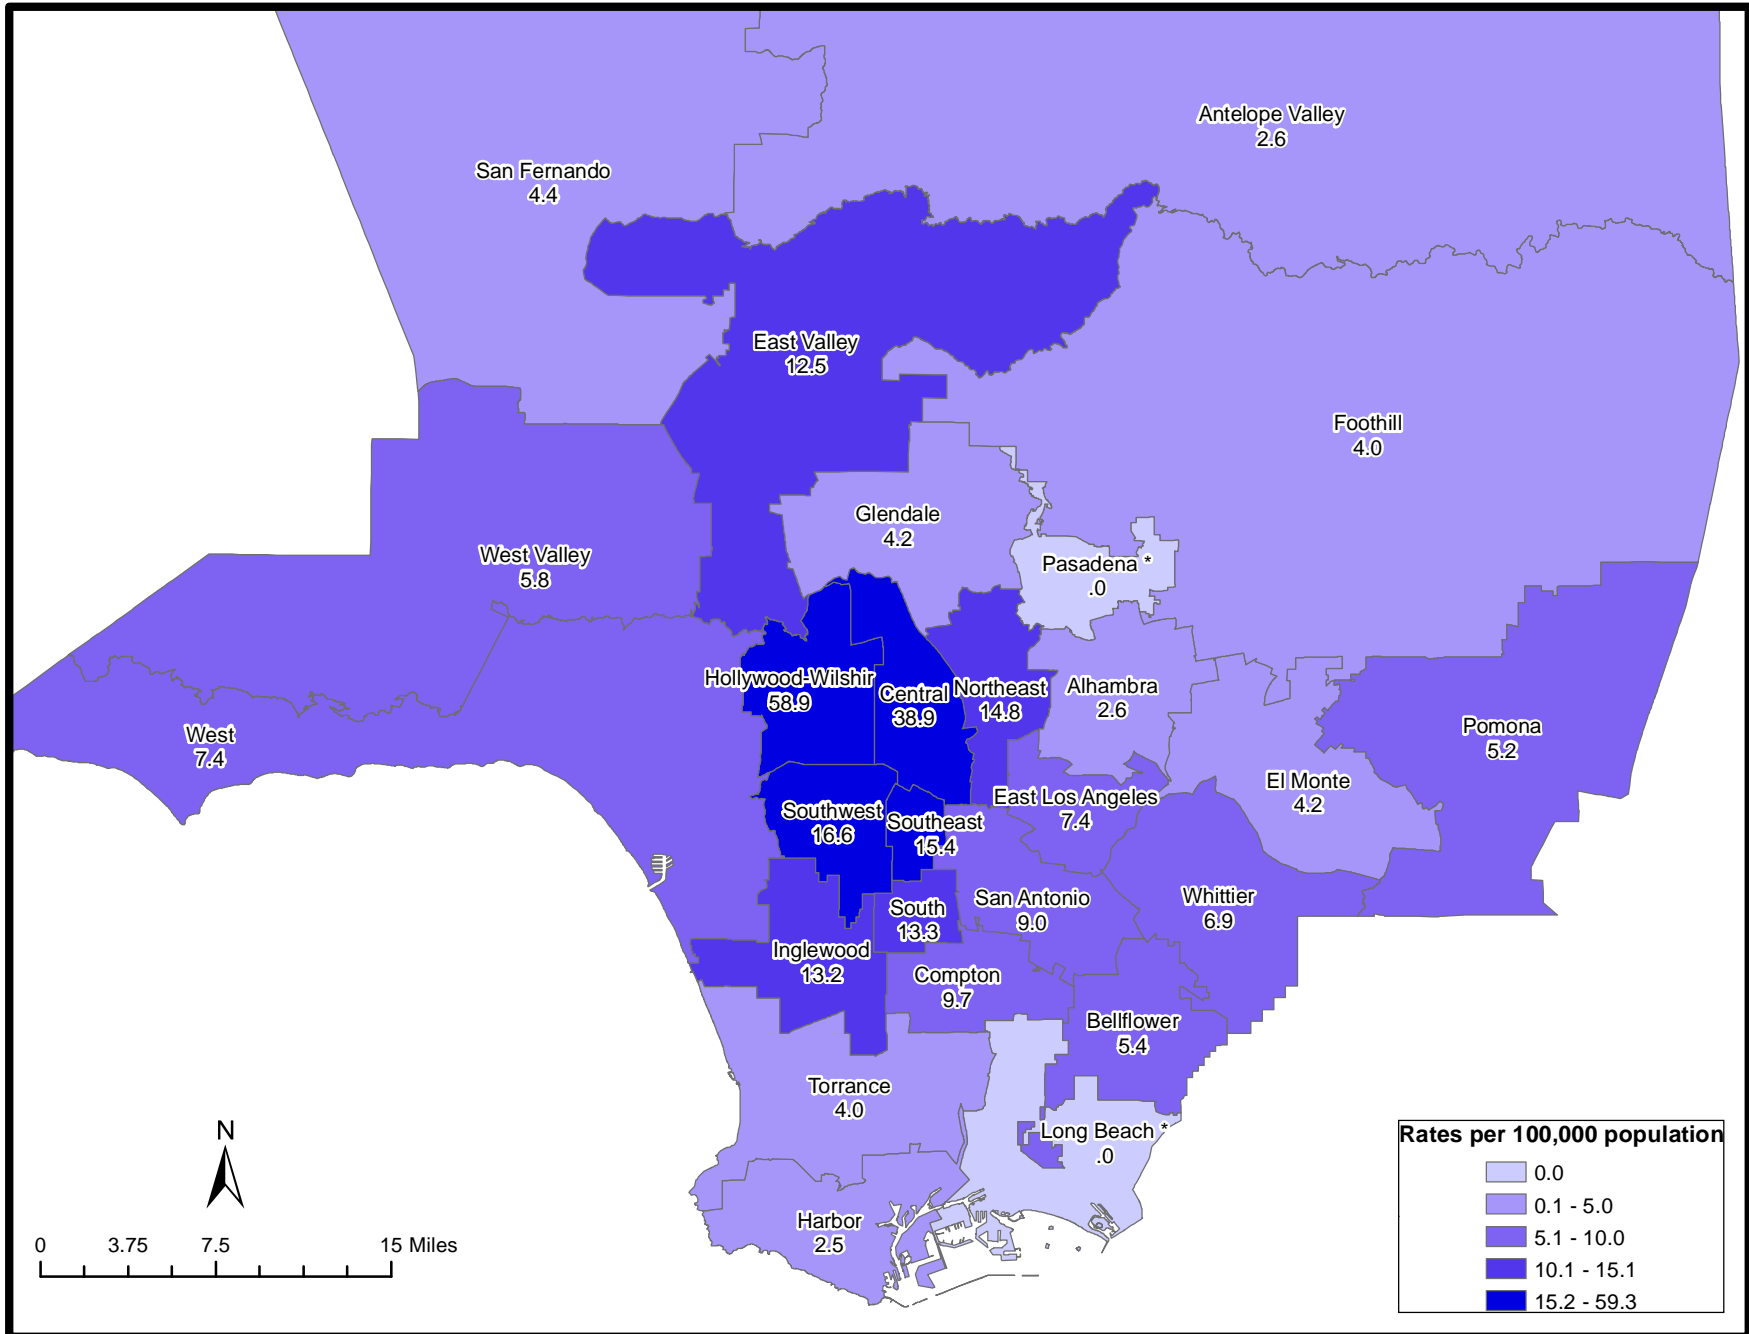 Antelope Valley
2.6
San Fernando
4.4
East Valley
12.5
Foothill
4.0
Glendale
4.2
West Valley
5.8
Pasadena *
.0
Hollywood-Wilshir
58.9
Central
38.9
Northeast
14.8
Alhambra
2.6
West
7.4
Pomona
5.2
El Monte
4.2
East Los Angeles
7.4
Southwest
16.6
Southeast
15.4
San Antonio
9.0
Whittier
6.9
South
13.3
Inglewood
13.2
Compton
9.7
Bellflower
5.4
Torrance
4.0
Long Beach *
.0
Harbor
2.5
N
0 3.75 7.5 15 Miles
Rates per 100,000 population
0.0
0.1 - 5.0
5.1 - 10.0
10.1 - 15.1
15.2 - 59.3